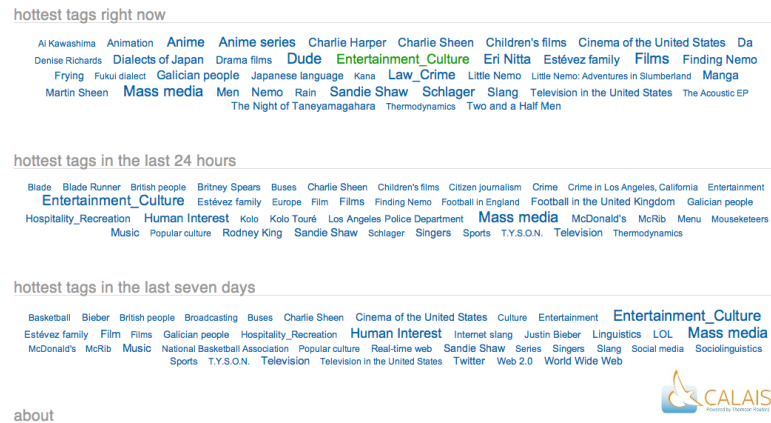 hottest tags right now
Ai Kawashima Animation Anime Anime series Charlie Harper Charlie Sheen Children's films Cinema of the United States Da
Denise Richards Dialects of Japan Drama films Dude Entertainment_Culture Eri Nitta Estévez family Films Finding Nemo
Frying Fukui dialect Galician people Japanese language Kana Law_Crime Little Nemo Little Nemo: Adventures in Slumberland Manga
Martin Sheen Mass media Men Nemo Rain Sandie Shaw Schlager Slang Television in the United States The Acoustic EP
The Night of Taneyamagahara Thermodynamics Two and a Half Men
hottest tags in the last 24 hours
Blade Blade Runner British people Britney Spears Buses Charlie Sheen Children's films Citizen journalism Crime Crime in Los Angeles, California Entertainment
Entertainment_Culture Estévez family Europe Film Films Finding Nemo Football in England Football in the United Kingdom Galician people
Hospitality_Recreation Human Interest Kolo Kolo Touré Los Angeles Police Department Mass media McDonald's McRib Menu Mouseketeers
Music Popular culture Rodney King Sandie Shaw Schlager Singers Sports T.Y.S.O.N. Television Thermodynamics
hottest tags in the last seven days
Basketball Bieber British people Broadcasting Buses Charlie Sheen Cinema of the United States Culture Entertainment Entertainment_Culture
Estévez family Film Films Galician people Hospitality_Recreation Human Interest Internet slang Justin Bieber Linguistics LOL Mass media
McDonald's McRib Music National Basketball Association Popular culture Real-time web Sandie Shaw Series Singers Slang Social media Sociolinguistics
Sports T.Y.S.O.N. Television Television in the United States Twitter Web 2.0 World Wide Web
CALAIS
Powered by Thomson Reuters
about